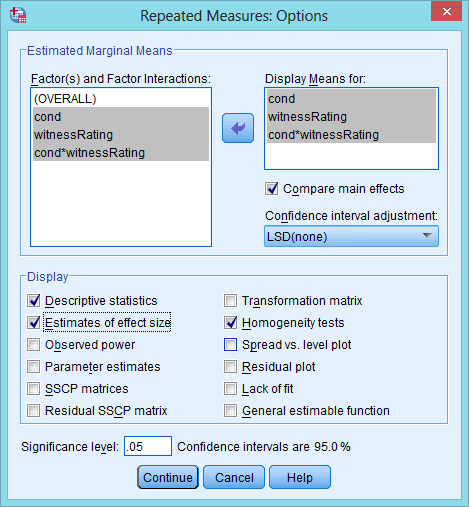 Repeated Measures: Options
Estimated Marginal Means
Factor(s) and Factor Interactions:
(OVERALL)
cond
witnessRating
cond*witnessRating
Display Means for:
cond
witnessRating
cond*witnessRating
Compare main effects
Confidence interval adjustment:
LSD(none)
Display
Descriptive statistics
Estimates of effect size
Observed power
Parameter estimates
SSCP matrices
Residual SSCP matrix
Transformation matrix
Homogeneity tests
Spread vs. level plot
Residual plot
Lack of fit
General estimable function
Significance level: .05 Confidence intervals are 95.0 %
Continue Cancel Help